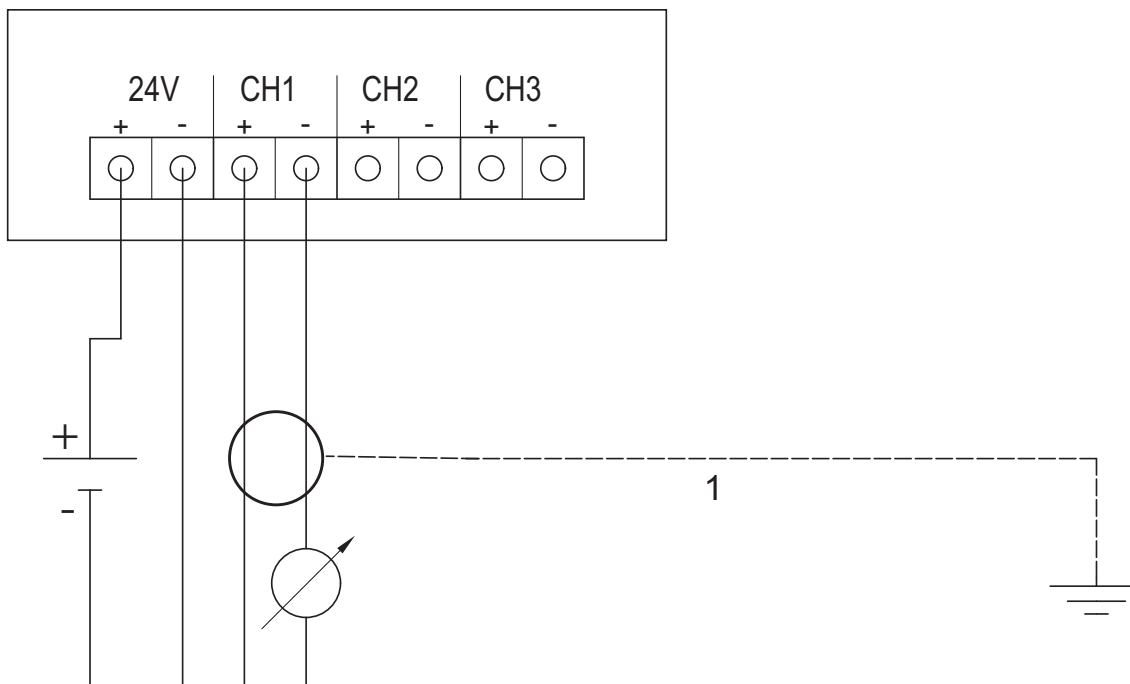 24V CH1 CH2 CH3
+ - + - + - + -
+
-
1